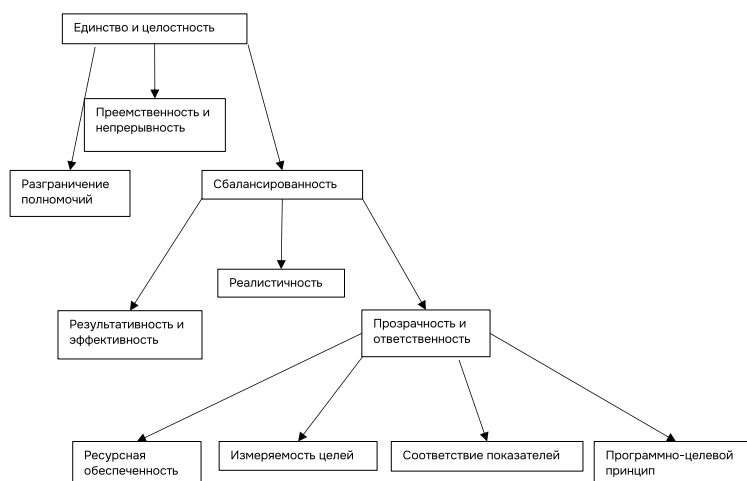 Единство и целостность
Преемственность и
непрерывность
Разграничение
полномочий
Сбалансированность
Реалистичность
Результативность и
эффективность
Прозрачность и
ответственность
Ресурсная
обеспеченность
Измеряемость целей
Соответствие показателей
Программно-целевой
принцип